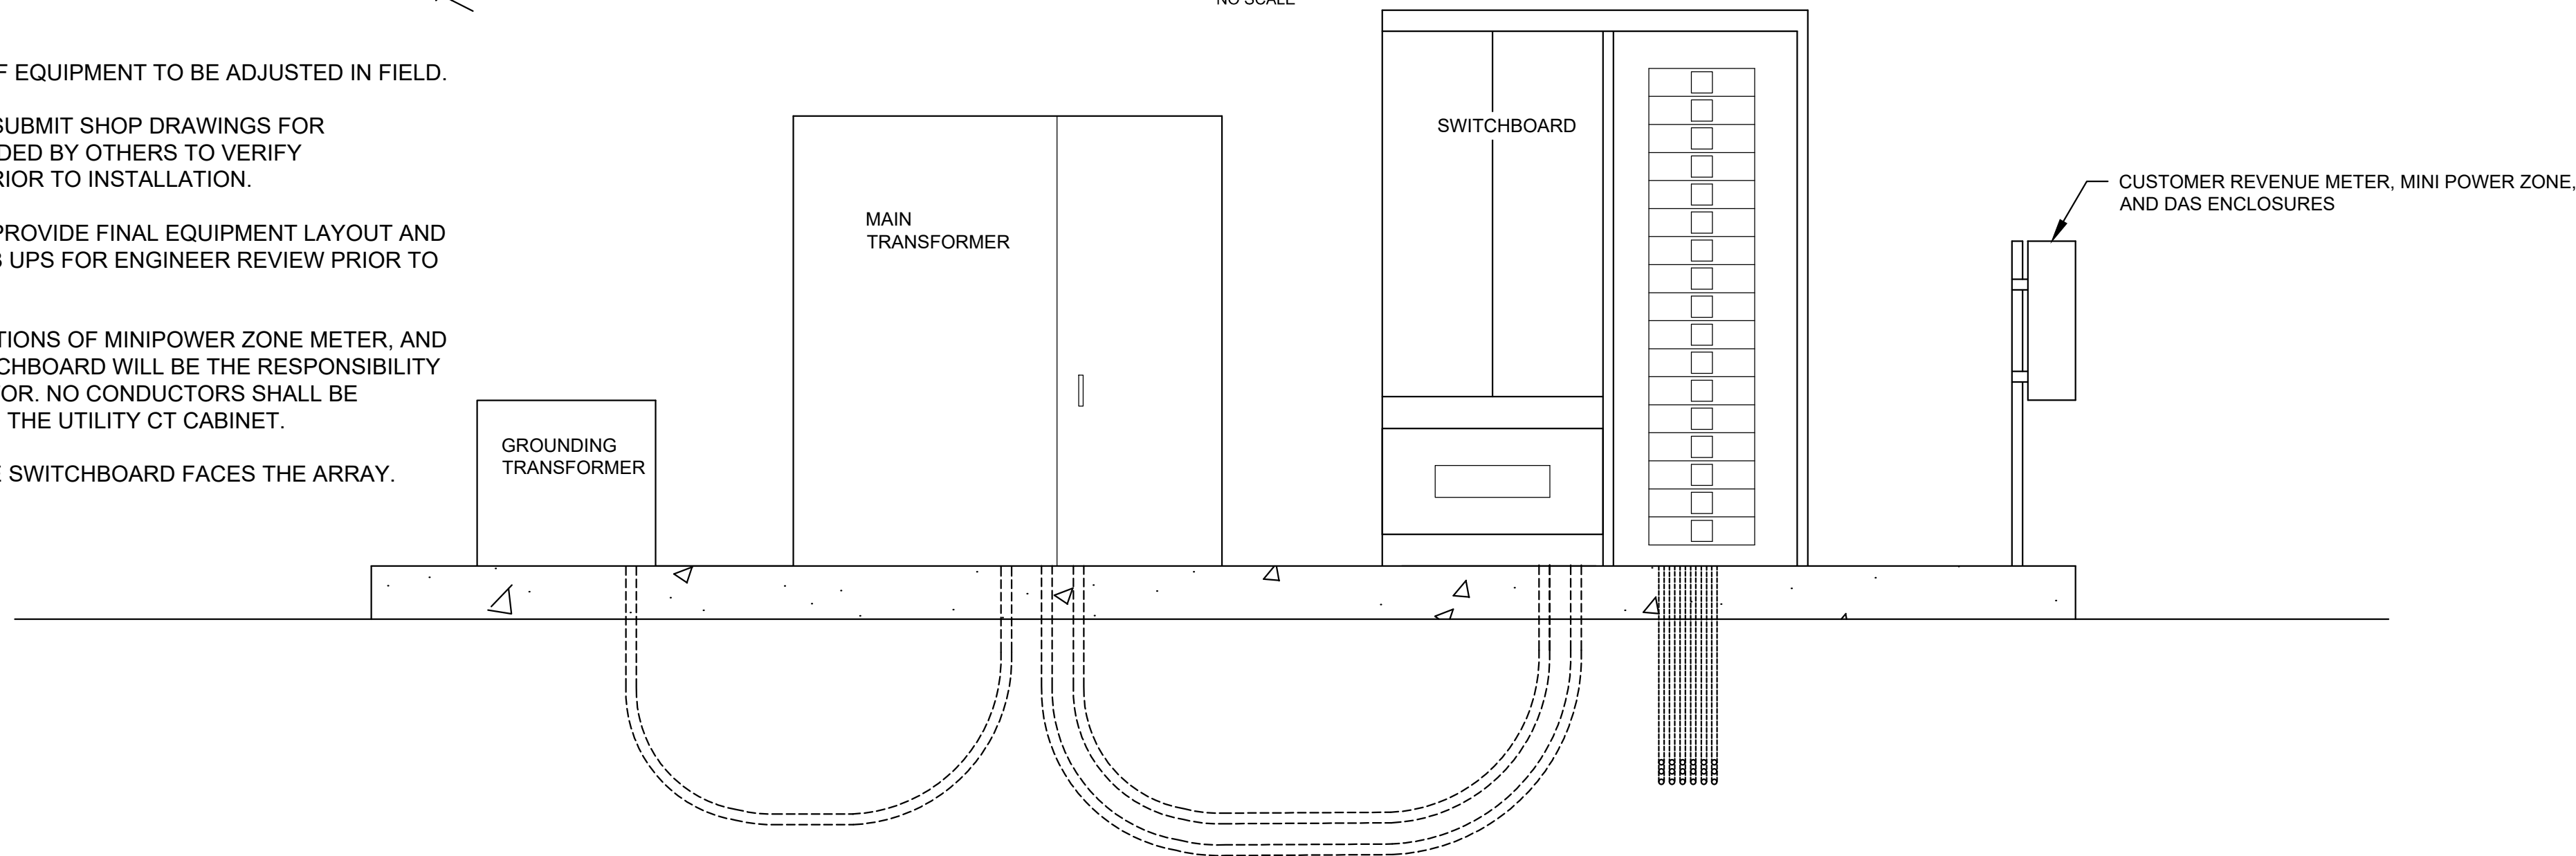 NO SCALE
F EQUIPMENT TO BE ADJUSTED IN FIELD.
SUBMIT SHOP DRAWINGS FOR
DED BY OTHERS TO VERIFY
RIOR TO INSTALLATION.
PROVIDE FINAL EQUIPMENT LAYOUT AND
B UPS FOR ENGINEER REVIEW PRIOR TO
TIONS OF MINIPOWER ZONE METER, AND
CHBOARD WILL BE THE RESPONSIBILITY
OR. NO CONDUCTORS SHALL BE
THE UTILITY CT CABINET.
E SWITCHBOARD FACES THE ARRAY.
GROUNDING
TRANSFORMER
MAIN
TRANSFORMER
SWITCHBOARD
CUSTOMER REVENUE METER, MINI POWER ZONE,
AND DAS ENCLOSURES